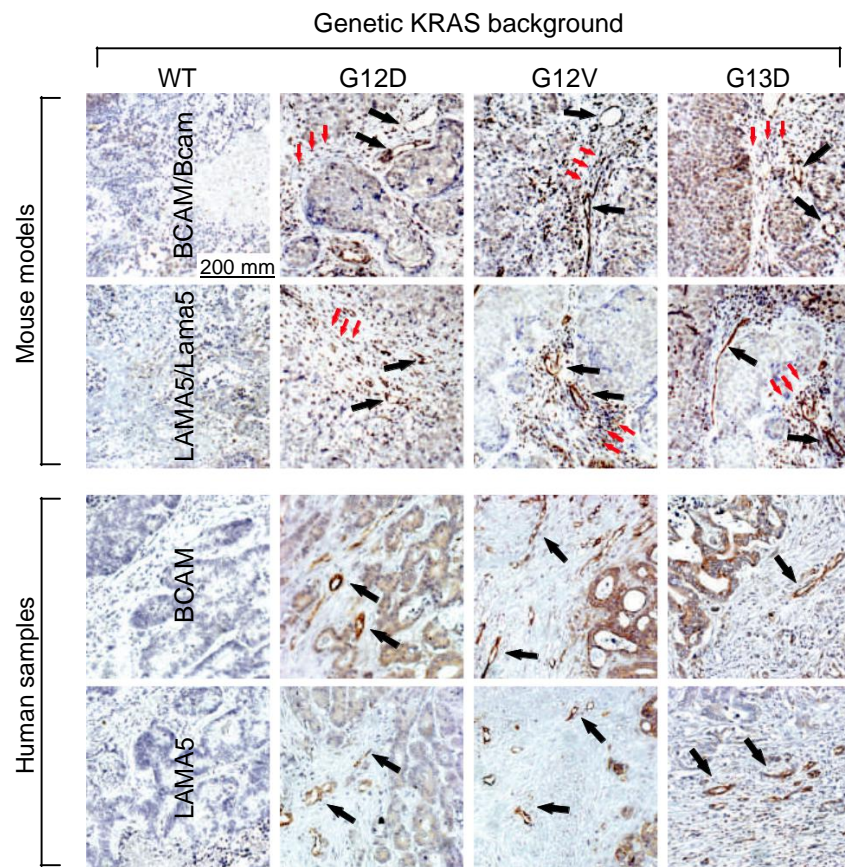 Genetic KRAS background
WT G12D G12V G13D
Mouse models
BCAM/Bcam
200 mm
LAMA5/Lama5
Human samples
BCAM
LAMA5